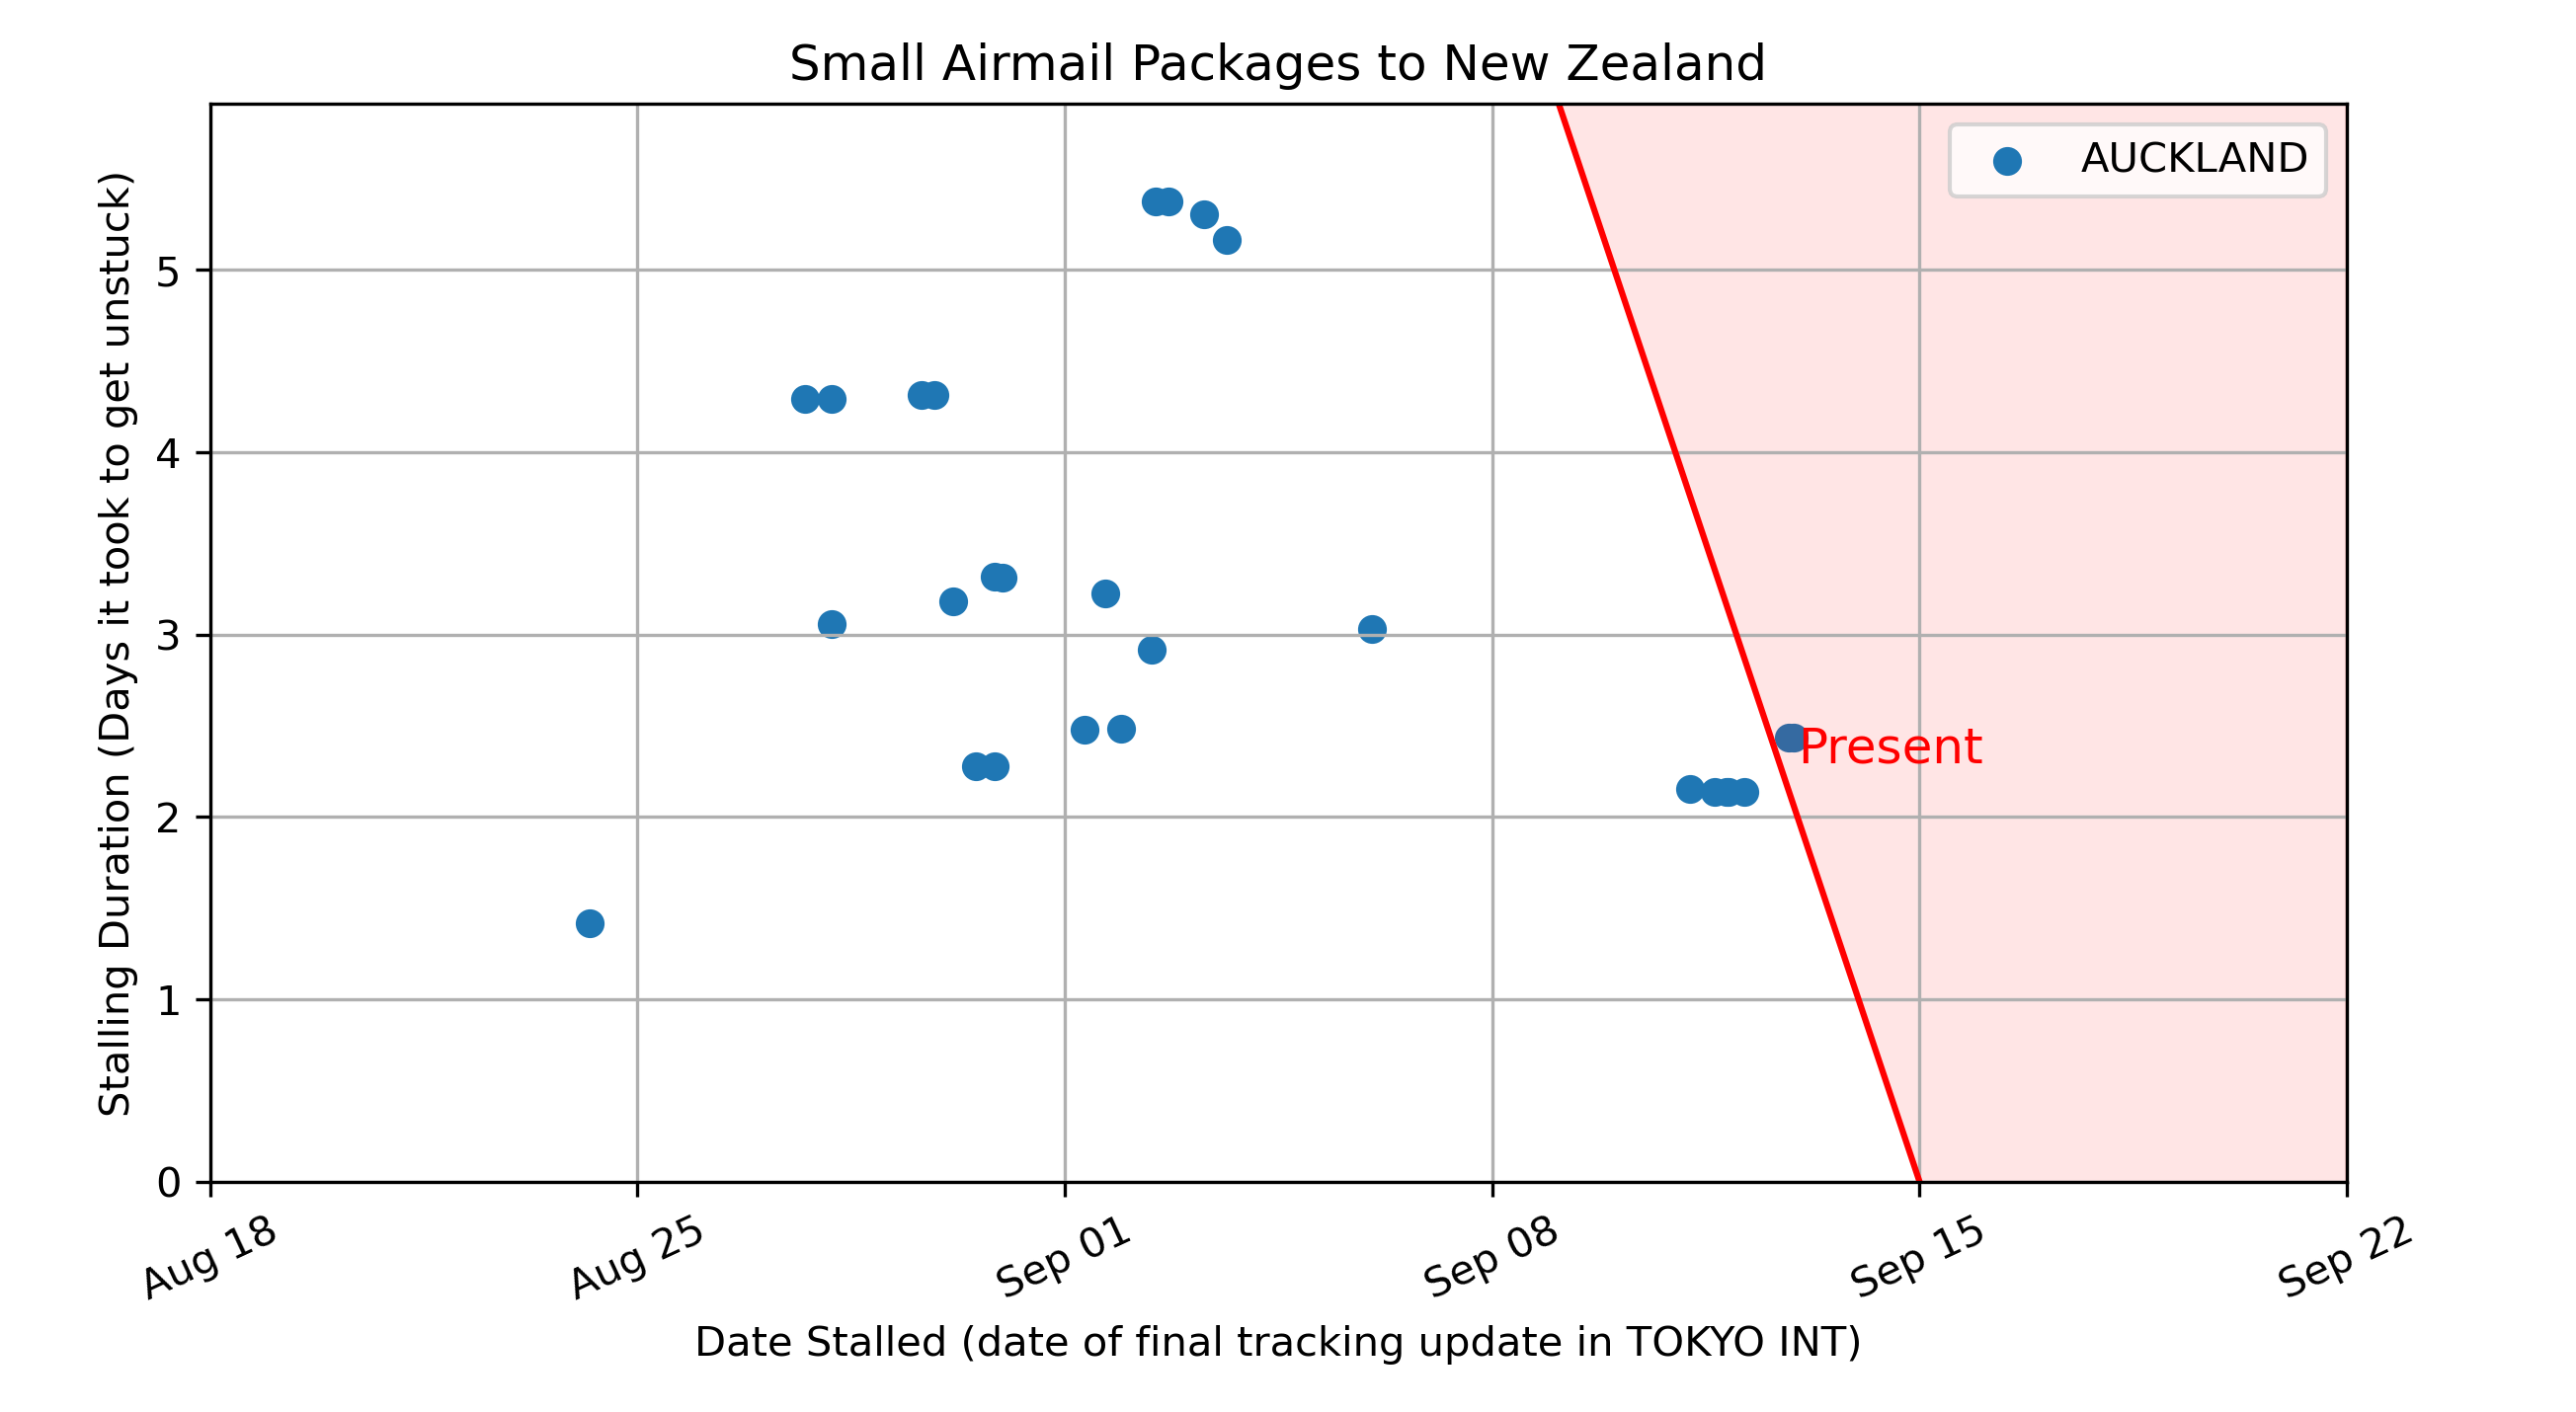 Small Airmail Packages to New Zealand
AUCKLAND
Stalling Duration (Days it took to get unstuck)
5
4
3
2
1
0
Present
Aug 18
Aug 25
Sep 01
Sep 08
Sep 15
Sep 22
Date Stalled (date of final tracking update in TOKYO INT)